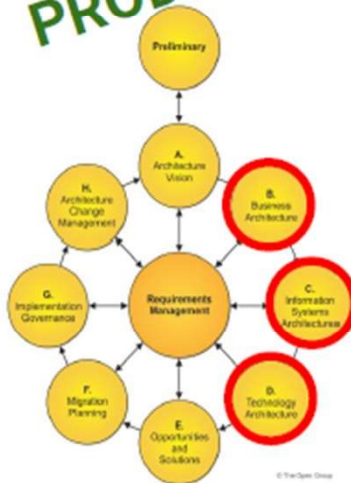 Preliminary
A.
Architecture
Vision
B.
Business
Architecture
C.
Information
Systems
Architectures
D.
Technology
Architecture
E.
Opportunities
and
Solutions
F.
Migration
Planning
G.
Implementation
Governance
H.
Architecture
Change
Management
Requirements
Management
© The Open Group